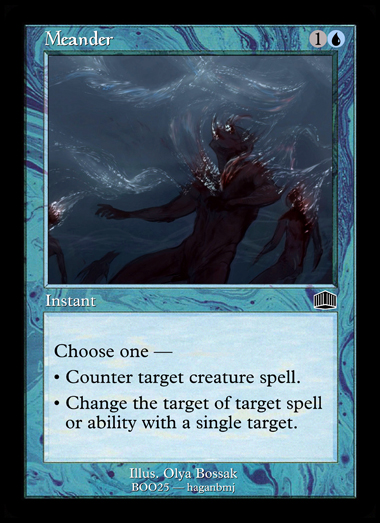 Meander 1
Instant
Choose one —
• Counter target creature spell.
• Change the target of target spell
or ability with a single target.
Illus. Olya Bossak
BOO25 — haganbmj